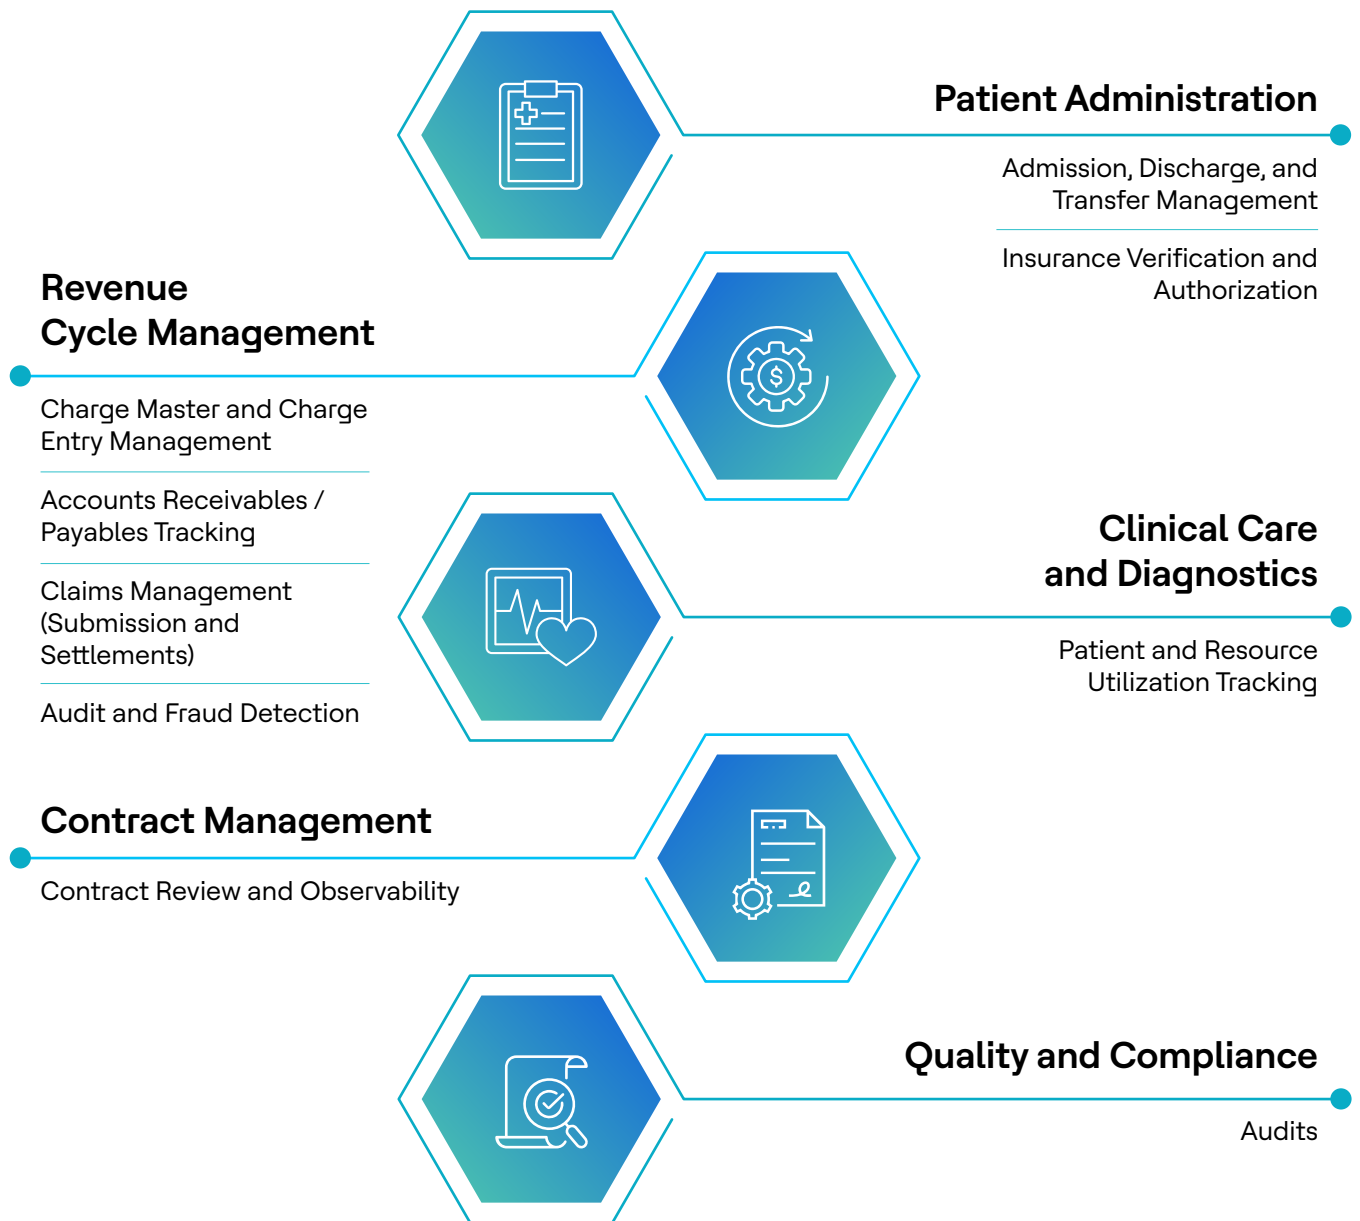 Patient Administration
Admission, Discharge, and
Transfer Management
Insurance Verification and
Authorization
Revenue
Cycle Management
Charge Master and Charge
Entry Management
Accounts Receivables /
Payables Tracking
Claims Management
(Submission and
Settlements)
Audit and Fraud Detection
$
Clinical Care
and Diagnostics
Patient and Resource
Utilization Tracking
Contract Management
Contract Review and Observability
Quality and Compliance
Audits